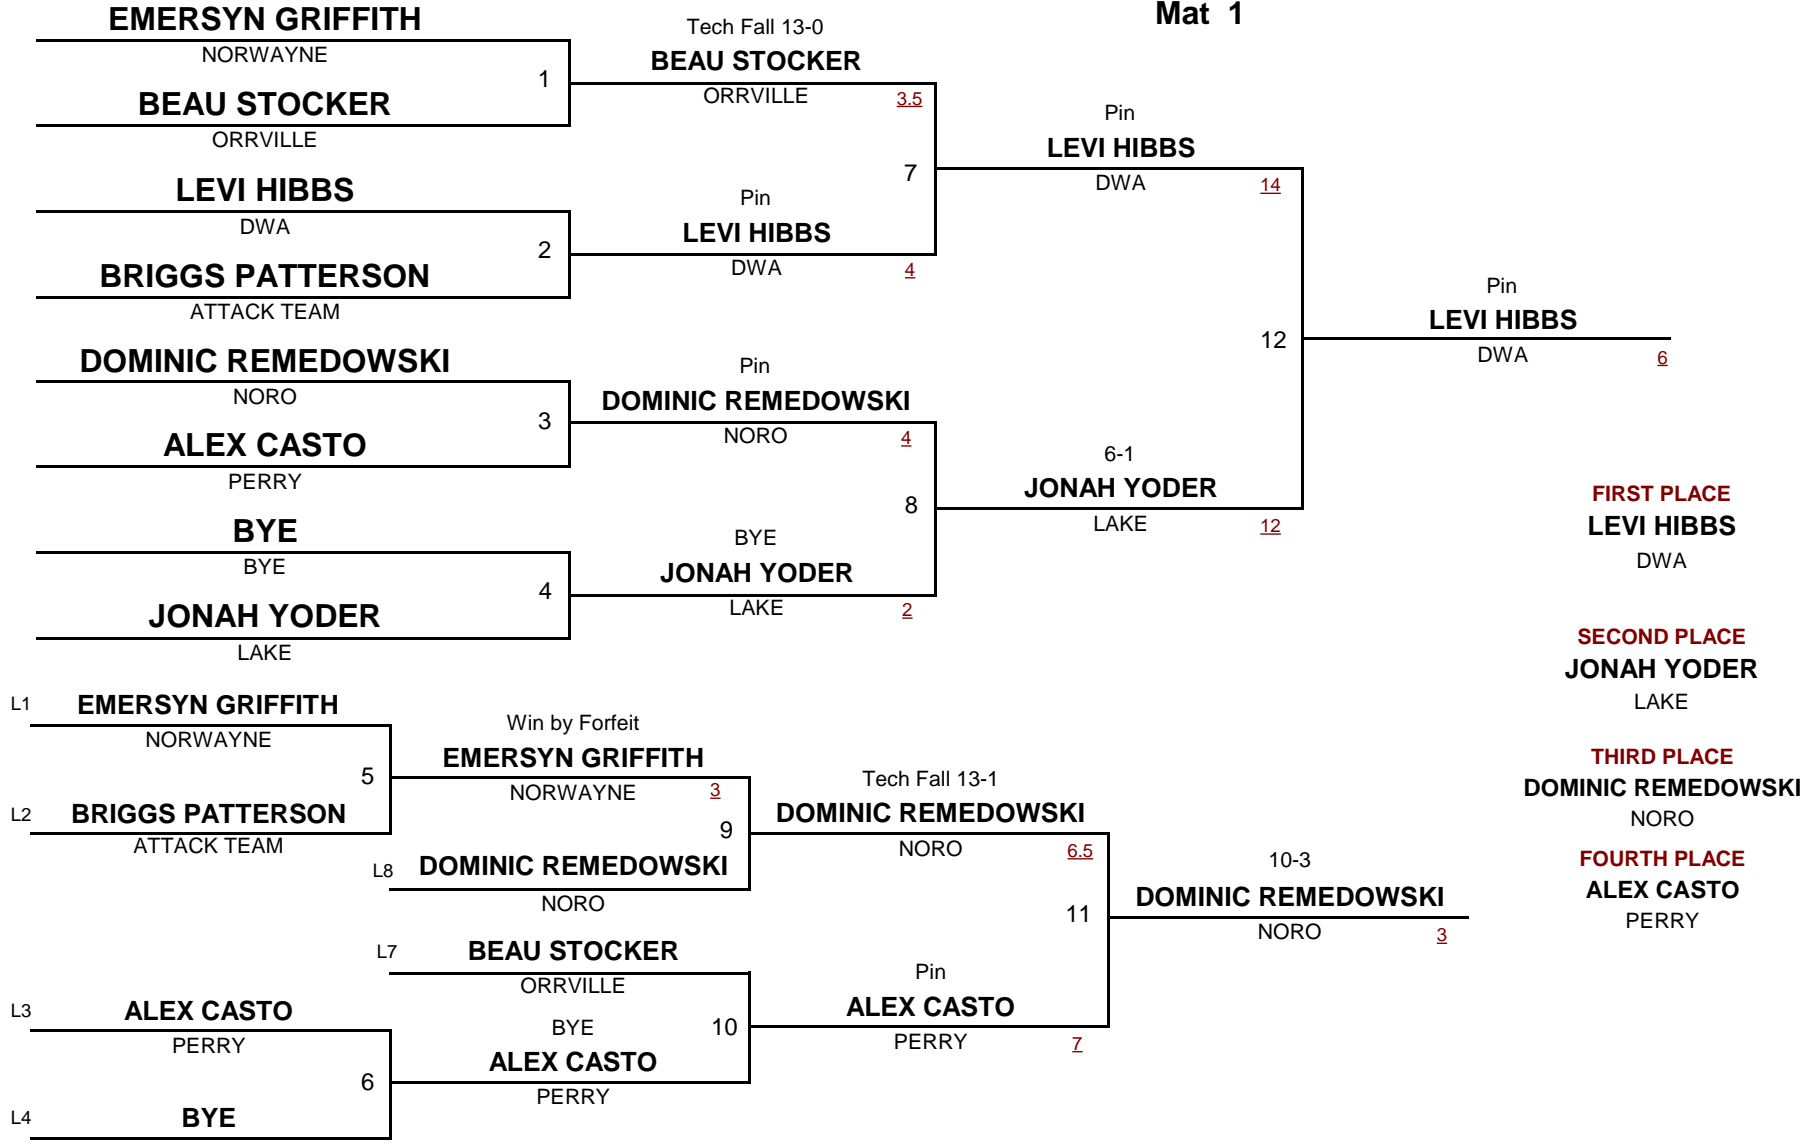 Mat 1
EMERSYN GRIFFITH
NORWAYNE
1
BEAU STOCKER
ORRVILLE
LEVI HIBBS
DWA
2
BRIGGS PATTERSON
ATTACK TEAM
DOMINIC REMEDOWSKI
NORO
3
ALEX CASTO
PERRY
BYE
BYE
4
JONAH YODER
LAKE
Tech Fall 13-0
BEAU STOCKER
ORRVILLE 3.5
7
Pin
LEVI HIBBS
DWA 4
Pin
DOMINIC REMEDOWSKI
NORO 4
8
BYE
JONAH YODER
LAKE 2
Pin
LEVI HIBBS
DWA 14
12
6-1
JONAH YODER
LAKE 12
Pin
LEVI HIBBS
DWA 6
FIRST PLACE
LEVI HIBBS
DWA
SECOND PLACE
JONAH YODER
LAKE
THIRD PLACE
DOMINIC REMEDOWSKI
NORO
FOURTH PLACE
ALEX CASTO
PERRY
L1 EMERSYN GRIFFITH
NORWAYNE
5
L2 BRIGGS PATTERSON
ATTACK TEAM
L3 ALEX CASTO
PERRY
6
L4 BYE
Win by Forfeit
EMERSYN GRIFFITH
NORWAYNE 3
9
L8 DOMINIC REMEDOWSKI
NORO
L7 BEAU STOCKER
ORRVILLE
10
BYE
ALEX CASTO
PERRY
Tech Fall 13-1
DOMINIC REMEDOWSKI
NORO 6.5
11
Pin
ALEX CASTO
PERRY 7
10-3
DOMINIC REMEDOWSKI
NORO 3